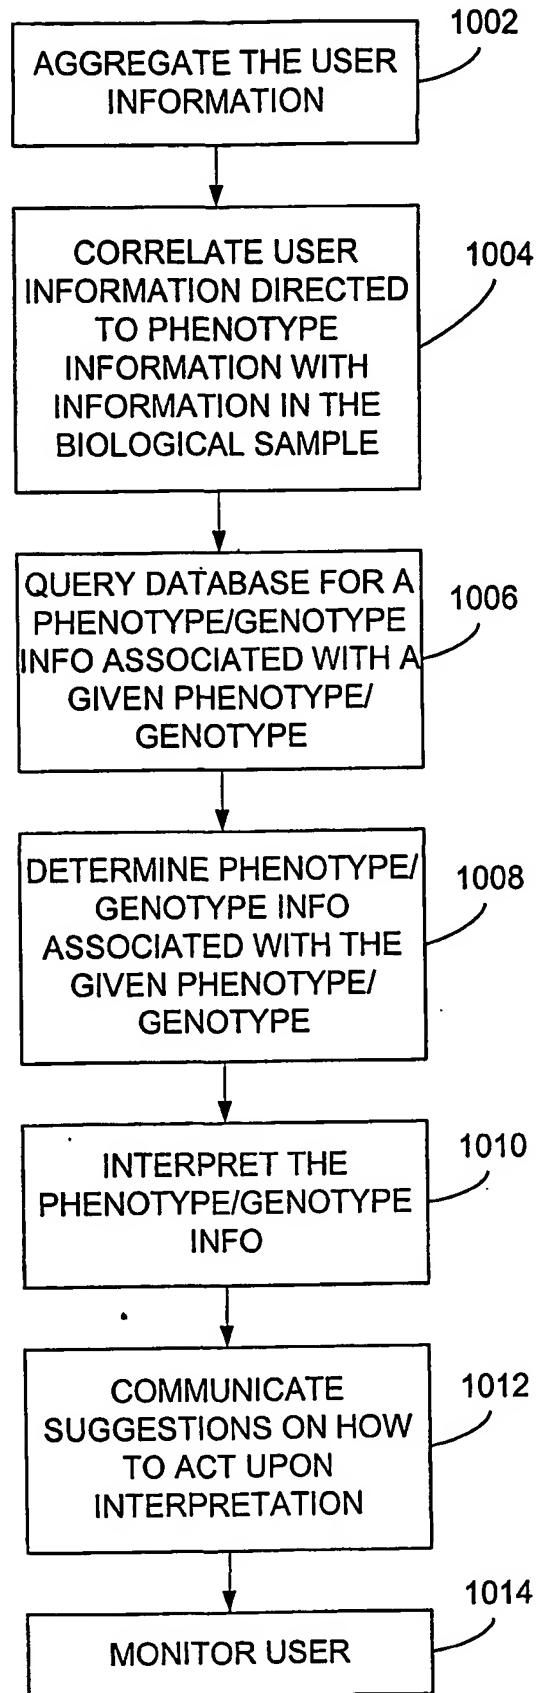 1002
AGGREGATE THE USER
INFORMATION
1004
CORRELATE USER
INFORMATION DIRECTED
TO PHENOTYPE
INFORMATION WITH
INFORMATION IN THE
BIOLOGICAL SAMPLE
1006
QUERY DATABASE FOR A
PHENOTYPE/GENOTYPE
INFO ASSOCIATED WITH A
GIVEN PHENOTYPE/
GENOTYPE
1008
DETERMINE PHENOTYPE/
GENOTYPE INFO
ASSOCIATED WITH THE
GIVEN PHENOTYPE/
GENOTYPE
1010
INTERPRET THE
PHENOTYPE/GENOTYPE
INFO
1012
COMMUNICATE
SUGGESTIONS ON HOW
TO ACT UPON
INTERPRETATION
1014
MONITOR USER